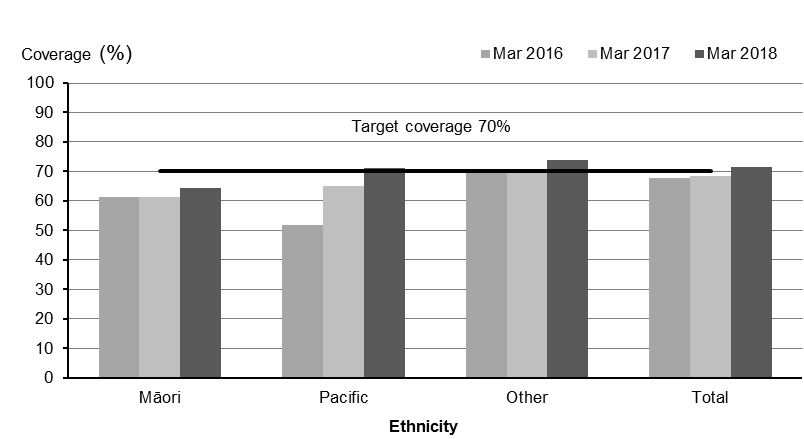 Coverage (%)
Mar 2016 Mar 2017 Mar 2018
100
90
Target coverage 70%
80
70
60
50
40
30
20
10
0
Māori Pacific Other Total
Ethnicity